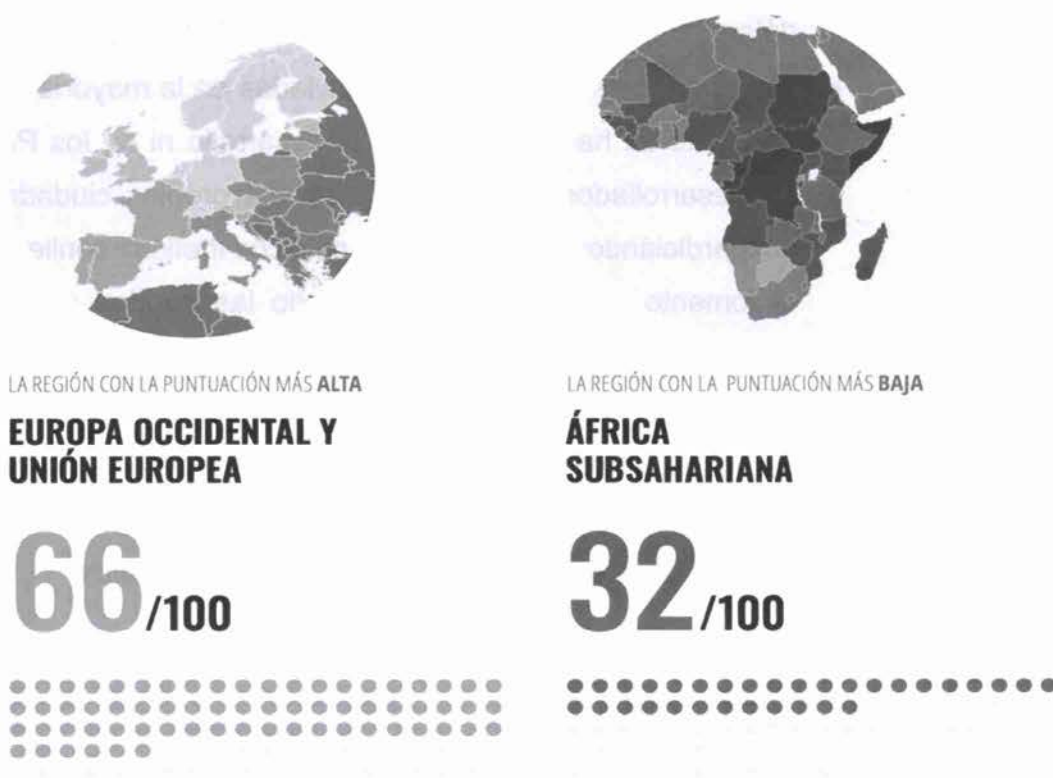 LA REGIÓN CON LA PUNTUACIÓN MÁS ALTA
EUROPA OCCIDENTAL Y
UNIÓN EUROPEA
66/100
LA REGIÓN CON LA PUNTUACIÓN MÁS BAJA
ÁFRICA
SUBSAHARIANA
32/100